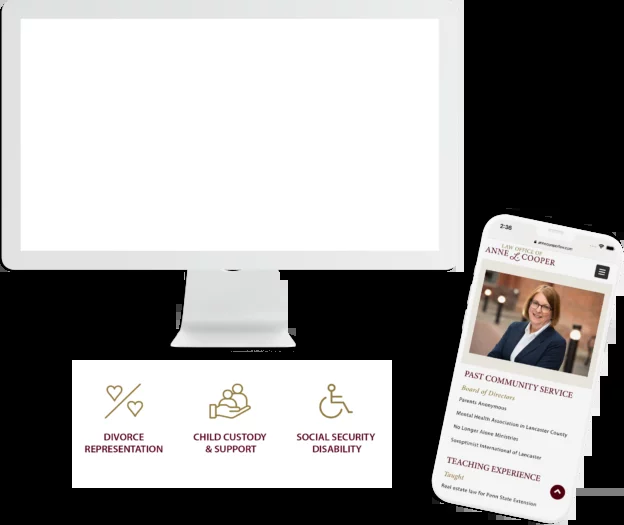 2:36
LAW OFFICE OF
ANNE L COOPER
PAST COMMUNITY SERVICE
Board of Directors
Parents Anonymous
Mental Health Association in Lancaster County
No Longer Alone Ministries
Soroptimist International of Lancaster
TEACHING EXPERIENCE
Taught
Real estate law for Penn State Extension
DIVORCE
REPRESENTATION
CHILD CUSTODY
& SUPPORT
SOCIAL SECURITY
DISABILITY